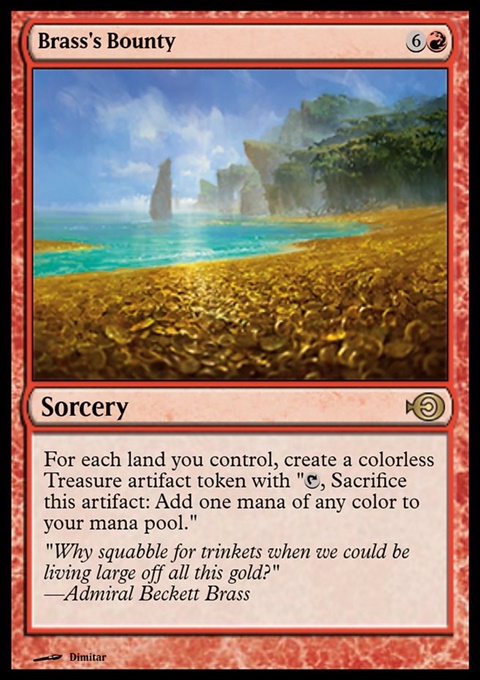 Brass's Bounty
6
Sorcery
For each land you control, create a colorless
Treasure artifact token with ", Sacrifice
this artifact: Add one mana of any color to
your mana pool."
"Why squabble for trinkets when we could be
living large off all this gold?"
—Admiral Beckett Brass
Dimitar